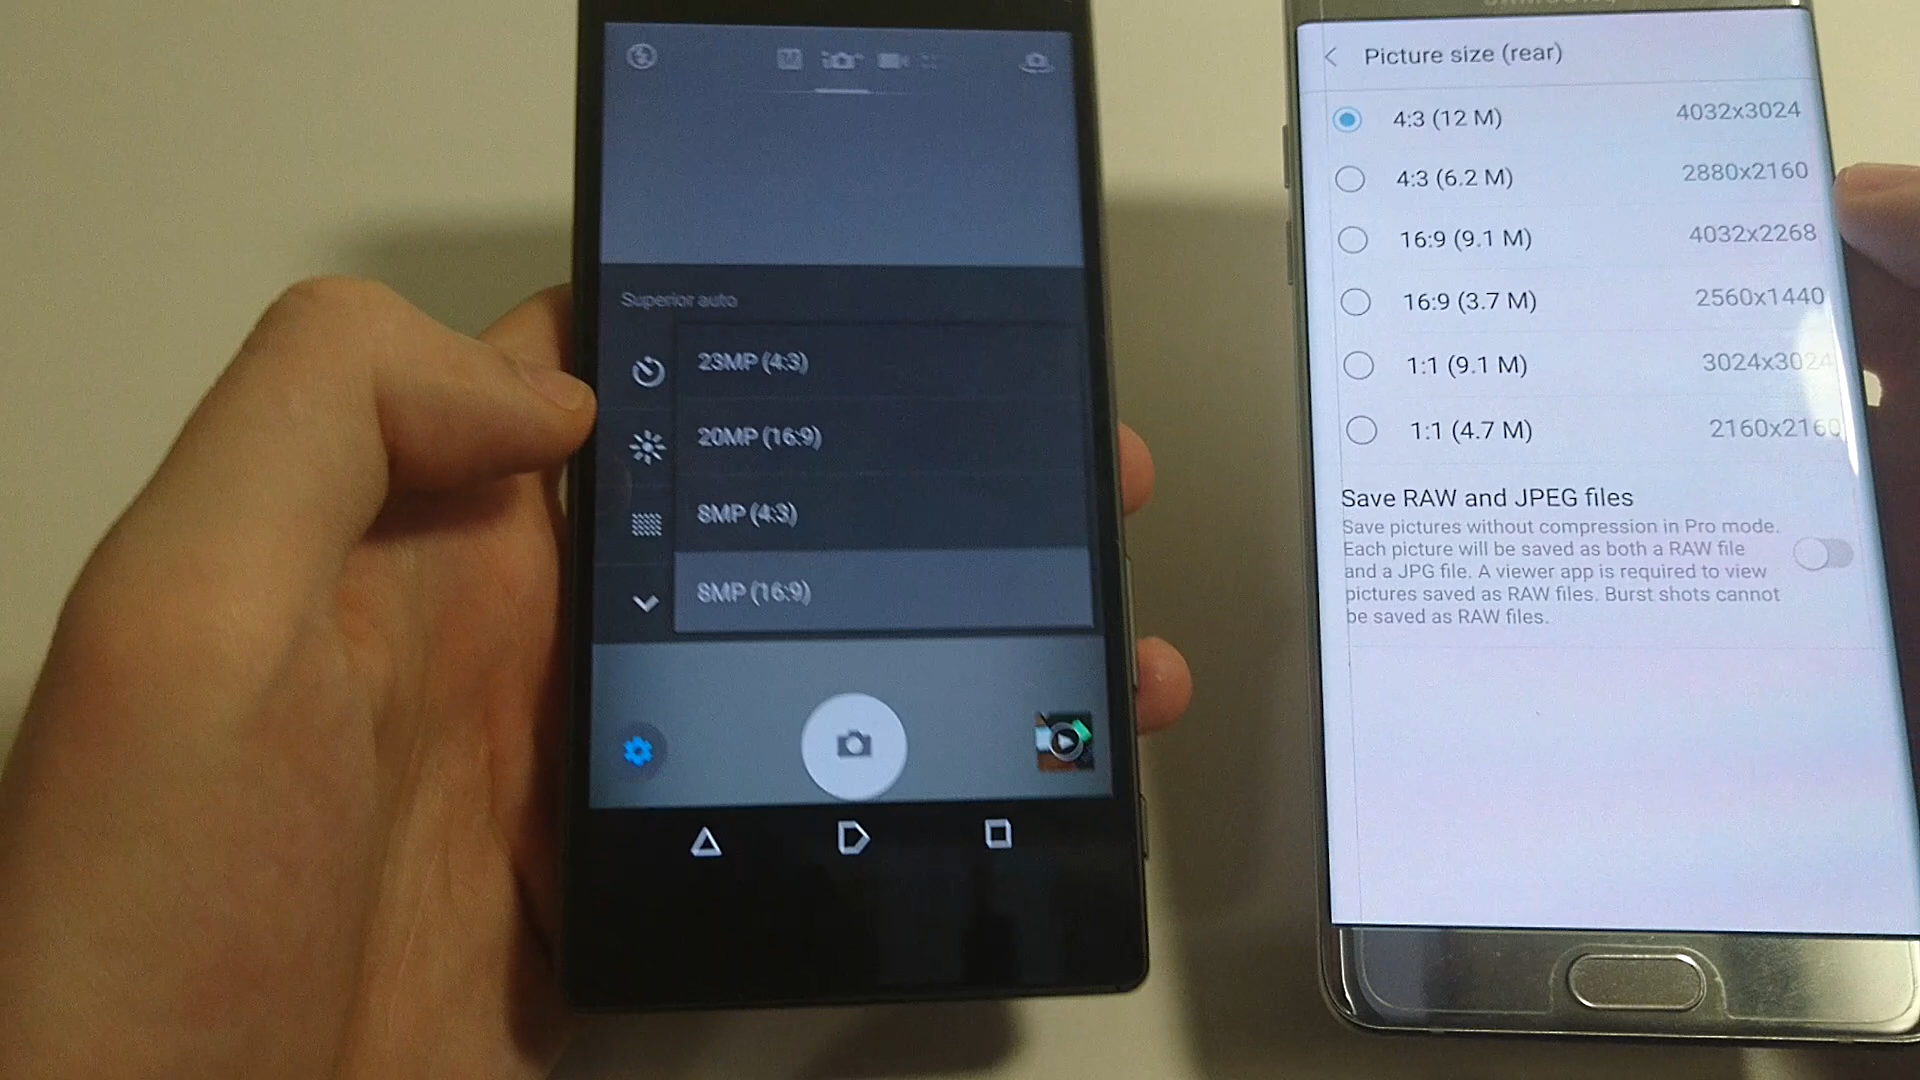 Superior auto
23MP (4:3)
20MP (16:9)
8MP (4:3)
8MP (16:9)
Picture size (rear)
4:3 (12 M) 4032x3024
4:3 (6.2 M) 2880x2160
16:9 (9.1 M) 4032x2268
16:9 (3.7 M) 2560x1440
1:1 (9.1 M) 3024x3024
1:1 (4.7 M) 2160x2160
Save RAW and JPEG files
Save pictures without compression in Pro mode.
Each picture will be saved as both a RAW file
and a JPG file. A viewer app is required to view
pictures saved as RAW files. Burst shots cannot
be saved as RAW files.